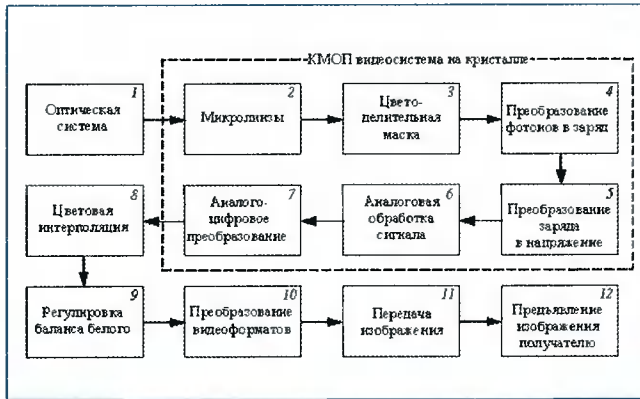 КМОП видеосистема на кристалле
1
Оптическая
система
2
Микролинзы
3
Цвето-
делительная
маска
4
Преобразование
фотонов в заряд
8
Цветовая
интерполяция
7
Аналого-
цифровое
преобразование
6
Аналоговая
обработка
сигнала
5
Преобразование
заряда
в напряжение
9
Регулировка
баланса белого
10
Преобразование
видеоформатов
11
Передача
изображения
12
Предъявление
изображения
получателю